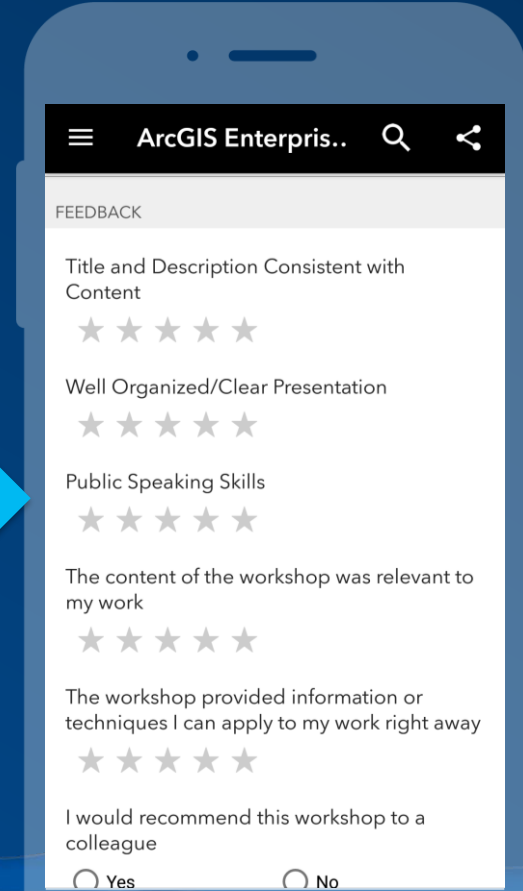 ArcGIS Enterpris..
FEEDBACK
Title and Description Consistent with
Content
Well Organized/Clear Presentation
Public Speaking Skills
The content of the workshop was relevant to
my work
The workshop provided information or
techniques I can apply to my work right away
I would recommend this workshop to a
colleague
Yes No